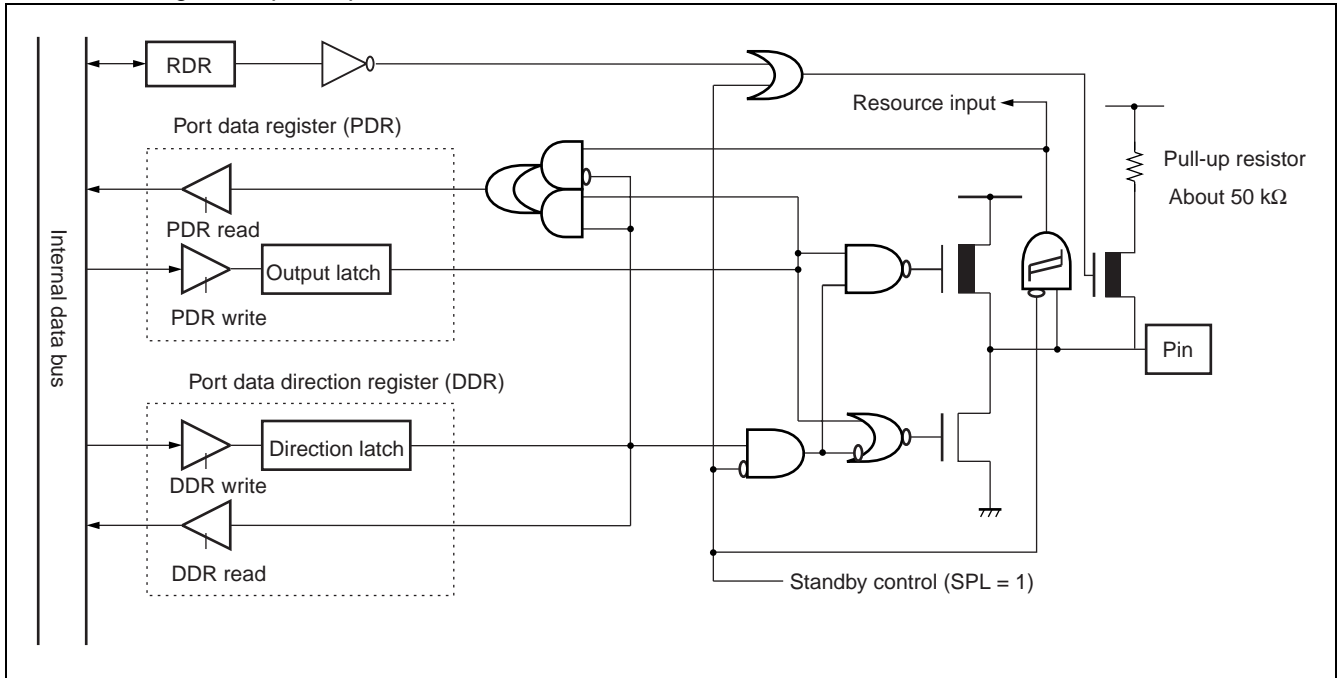 RDR
Port data register (PDR)
Resource input
Pull-up resistor
About 50 kΩ
PDR read
Output latch
PDR write
Internal data bus
Pin
Port data direction register (DDR)
Direction latch
DDR write
DDR read
Standby control (SPL = 1)